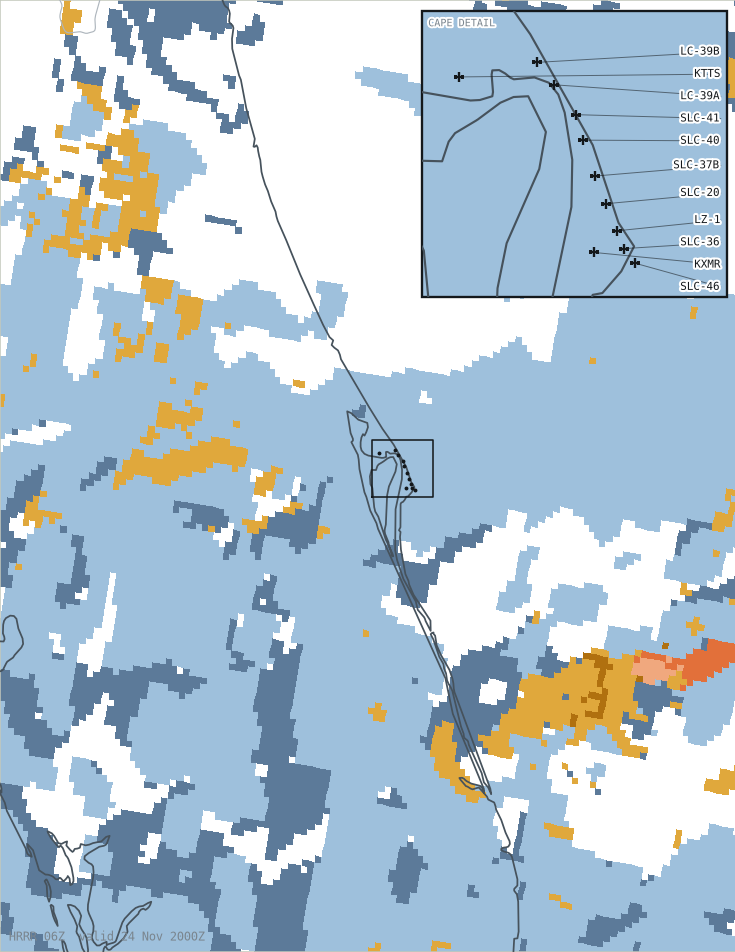 CAPE DETAIL
LC-39B
KTTS
LC-39A
SLC-41
SLC-40
SLC-37B
SLC-20
LZ-1
SLC-36
KXMR
SLC-46
HRRR 06Z valid 24 Nov 2000Z